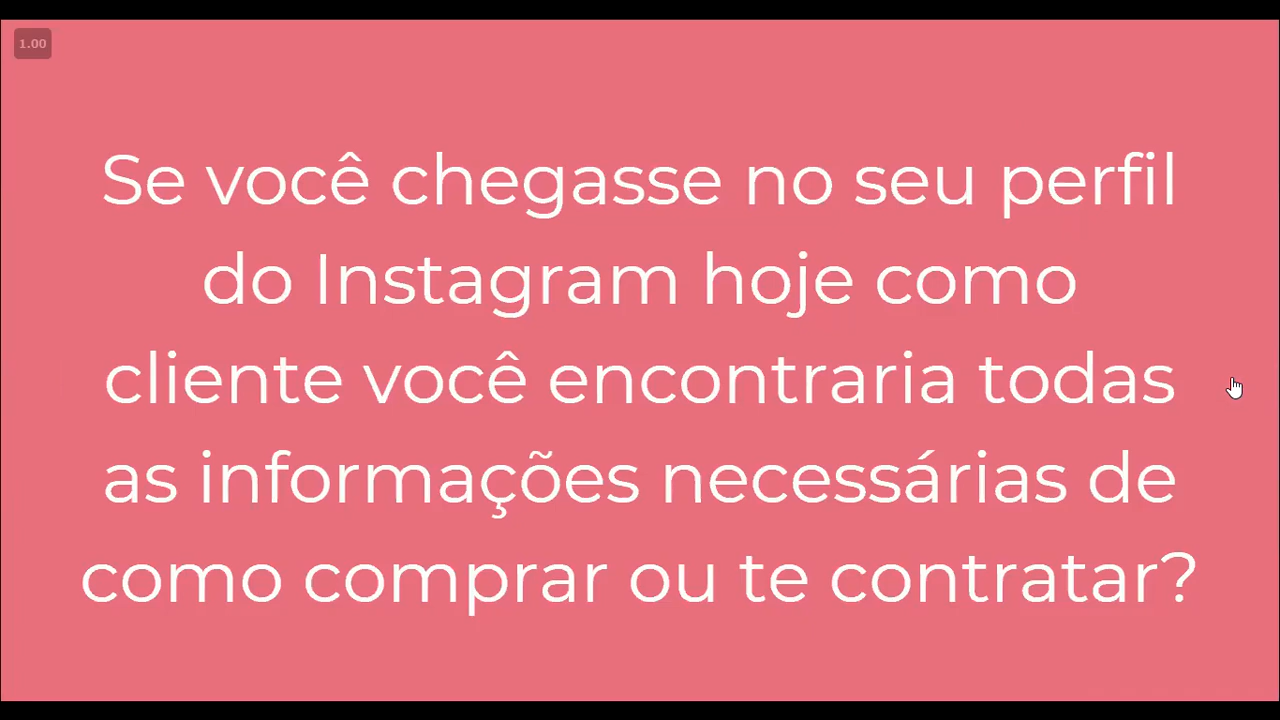 1.00
Se você chegasse no seu perfil
do Instagram hoje como
cliente você encontraria todas
as informações necessárias de
como comprar ou te contratar?